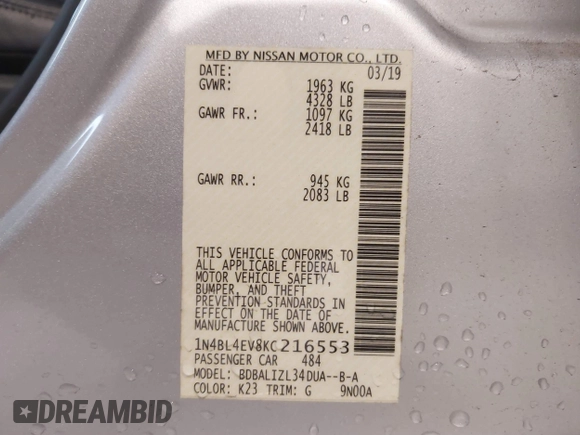 MFD BY NISSAN MOTOR CO., LTD.
DATE: 03/19
GVWR: 1963 KG
4328 LB
GAWR FR.: 1097 KG
2418 LB
GAWR RR.: 945 KG
2083 LB
THIS VEHICLE CONFORMS TO
ALL APPLICABLE FEDERAL
MOTOR VEHICLE SAFETY,
BUMPER, AND THEFT
PREVENTION STANDARDS IN
EFFECT ON THE DATE OF
MANUFACTURE SHOWN ABOVE.
1N4BL4EV8KC216553
PASSENGER CAR 484
MODEL: BDBALIZL34DUA--B-A
COLOR: K23 TRIM: G 9N00A
DEALERS CLUB